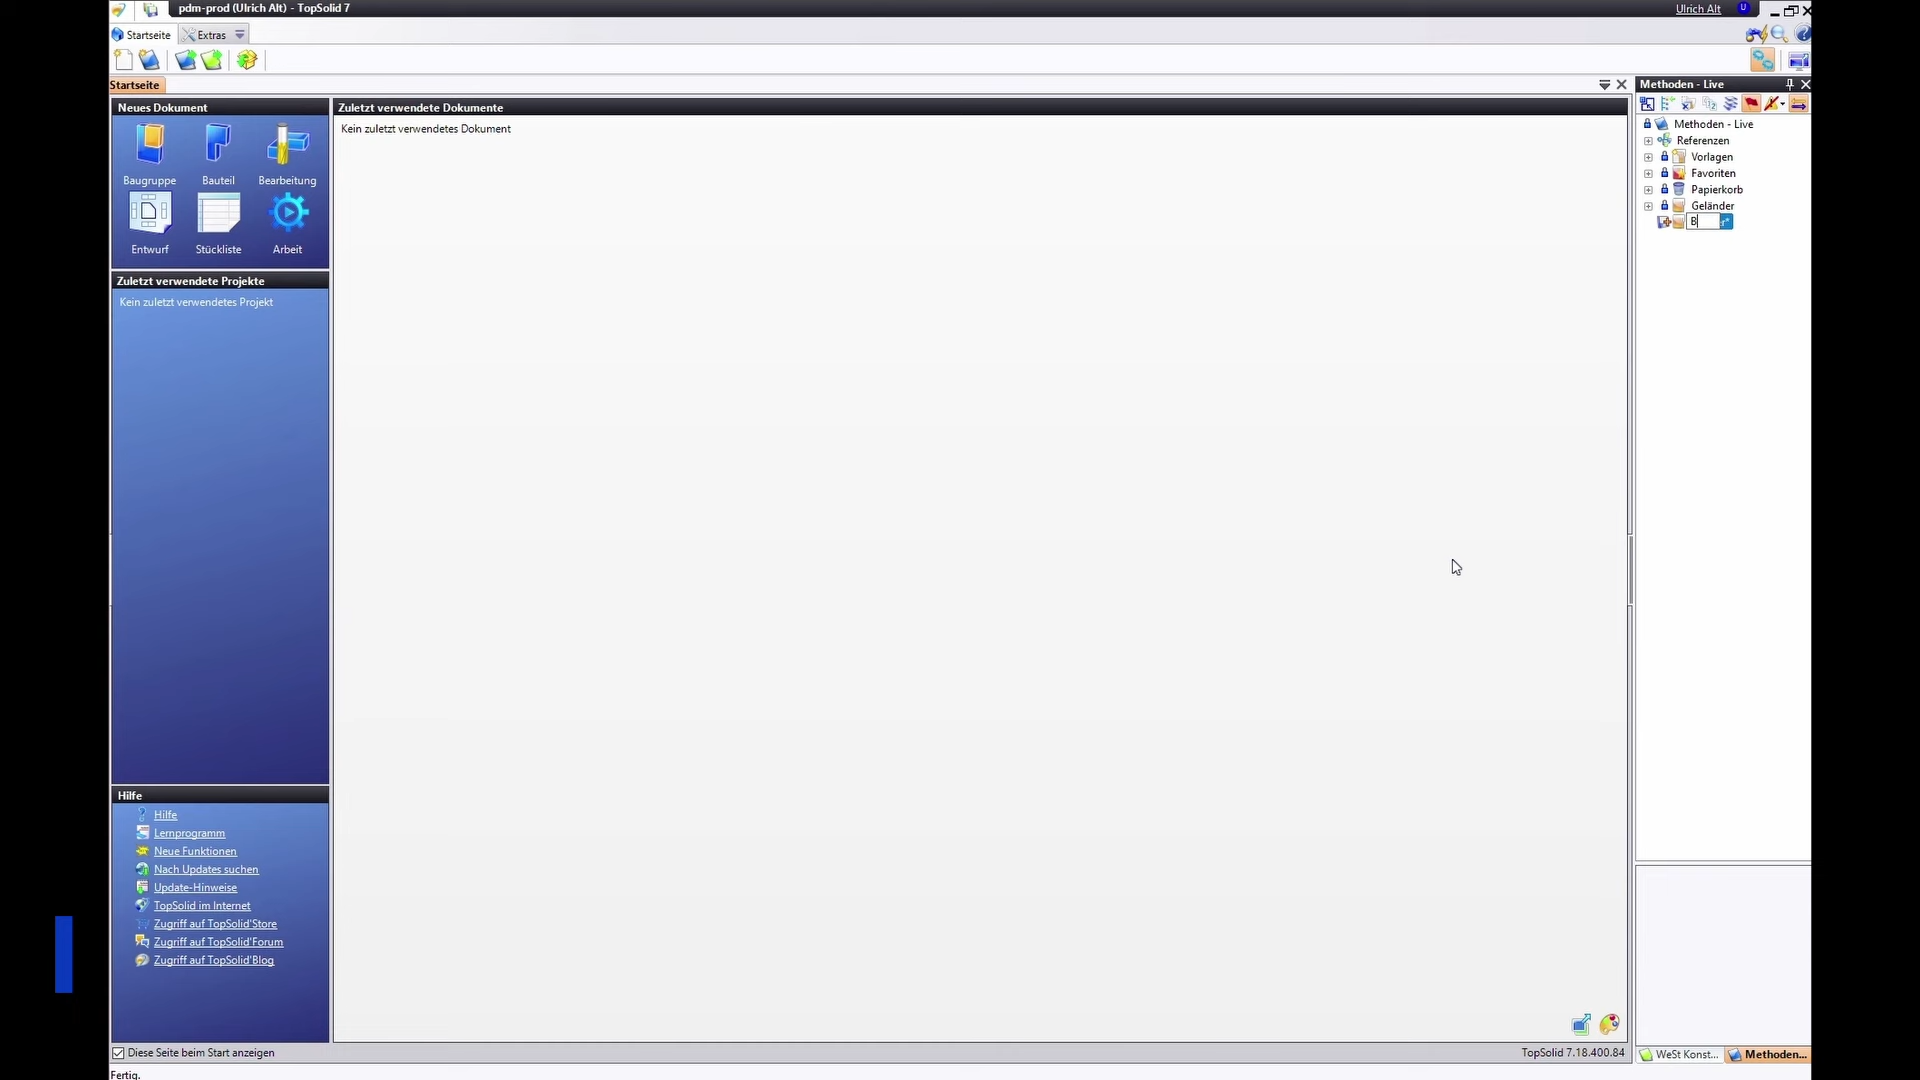 pdm-prod (Ulrich Alt) - TopSolid 7
Ulrich Alt
U
Startseite
Extras
Startseite
Methoden - Live
Neues Dokument
Zuletzt verwendete Dokumente
Kein zuletzt verwendetes Dokument
Baugruppe
Bauteil
Bearbeitung
Entwurf
Stückliste
Arbeit
Zuletzt verwendete Projekte
Kein zuletzt verwendetes Projekt
Methoden - Live
Referenzen
Vorlagen
Favoriten
Papierkorb
Geländer
B
Hilfe
Hilfe
Lernprogramm
Neue Funktionen
Nach Updates suchen
Update-Hinweise
TopSolid im Internet
Zugriff auf TopSolid'Store
Zugriff auf TopSolid'Forum
Zugriff auf TopSolid'Blog
Diese Seite beim Start anzeigen
TopSolid 7.18.400.84
WeSt Konst...
Methoden...
Fertig.